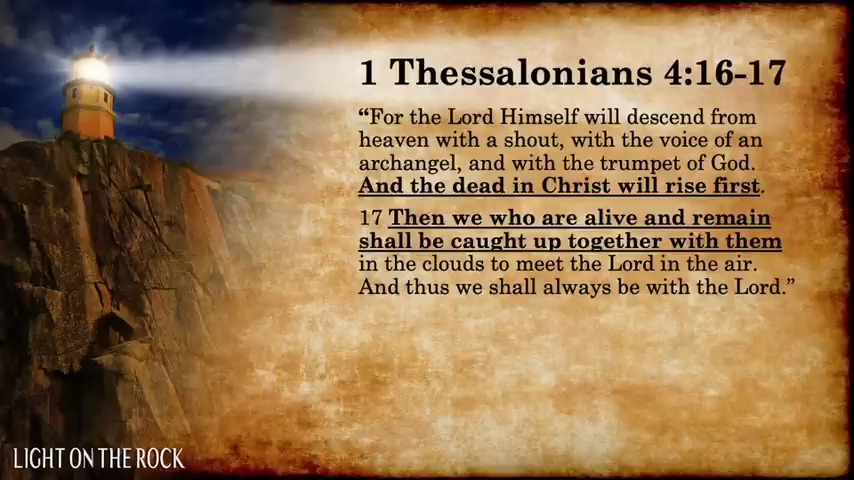 1 Thessalonians 4:16-17
“For the Lord Himself will descend from
heaven with a shout, with the voice of an
archangel, and with the trumpet of God.
And the dead in Christ will rise first.
17 Then we who are alive and remain
shall be caught up together with them
in the clouds to meet the Lord in the air.
And thus we shall always be with the Lord.”
LIGHT ON THE ROCK